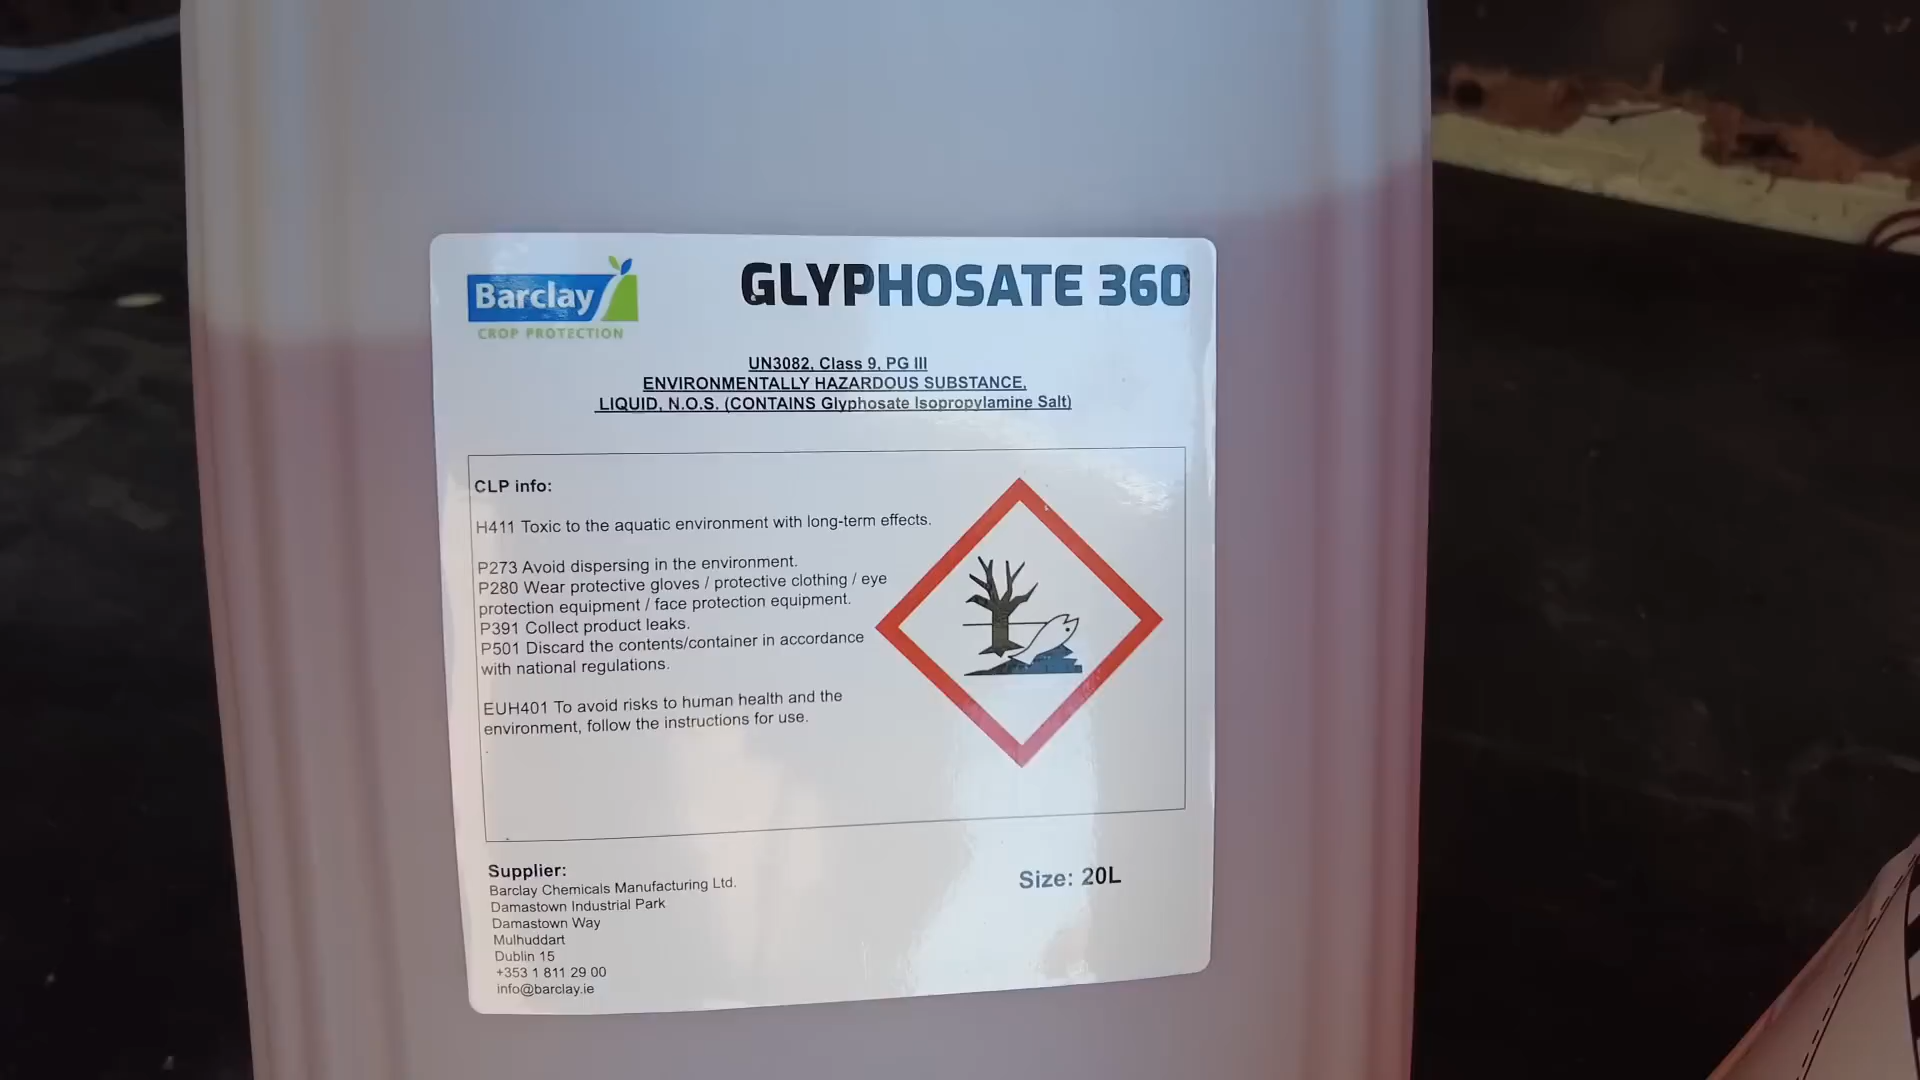 Barclay
CROP PROTECTION
GLYPHOSATE 360
UN3082, Class 9, PG III
ENVIRONMENTALLY HAZARDOUS SUBSTANCE,
LIQUID, N.O.S. (CONTAINS Glyphosate Isopropylamine Salt)
CLP info:
H411 Toxic to the aquatic environment with long-term effects.
P273 Avoid dispersing in the environment.
P280 Wear protective gloves / protective clothing / eye
protection equipment / face protection equipment.
P391 Collect product leaks.
P501 Discard the contents/container in accordance
with national regulations.
EUH401 To avoid risks to human health and the
environment, follow the instructions for use.
Supplier:
Barclay Chemicals Manufacturing Ltd.
Damastown Industrial Park
Damastown Way
Mulhuddart
Dublin 15
+353 1 811 29 00
info@barclay.ie
Size: 20L